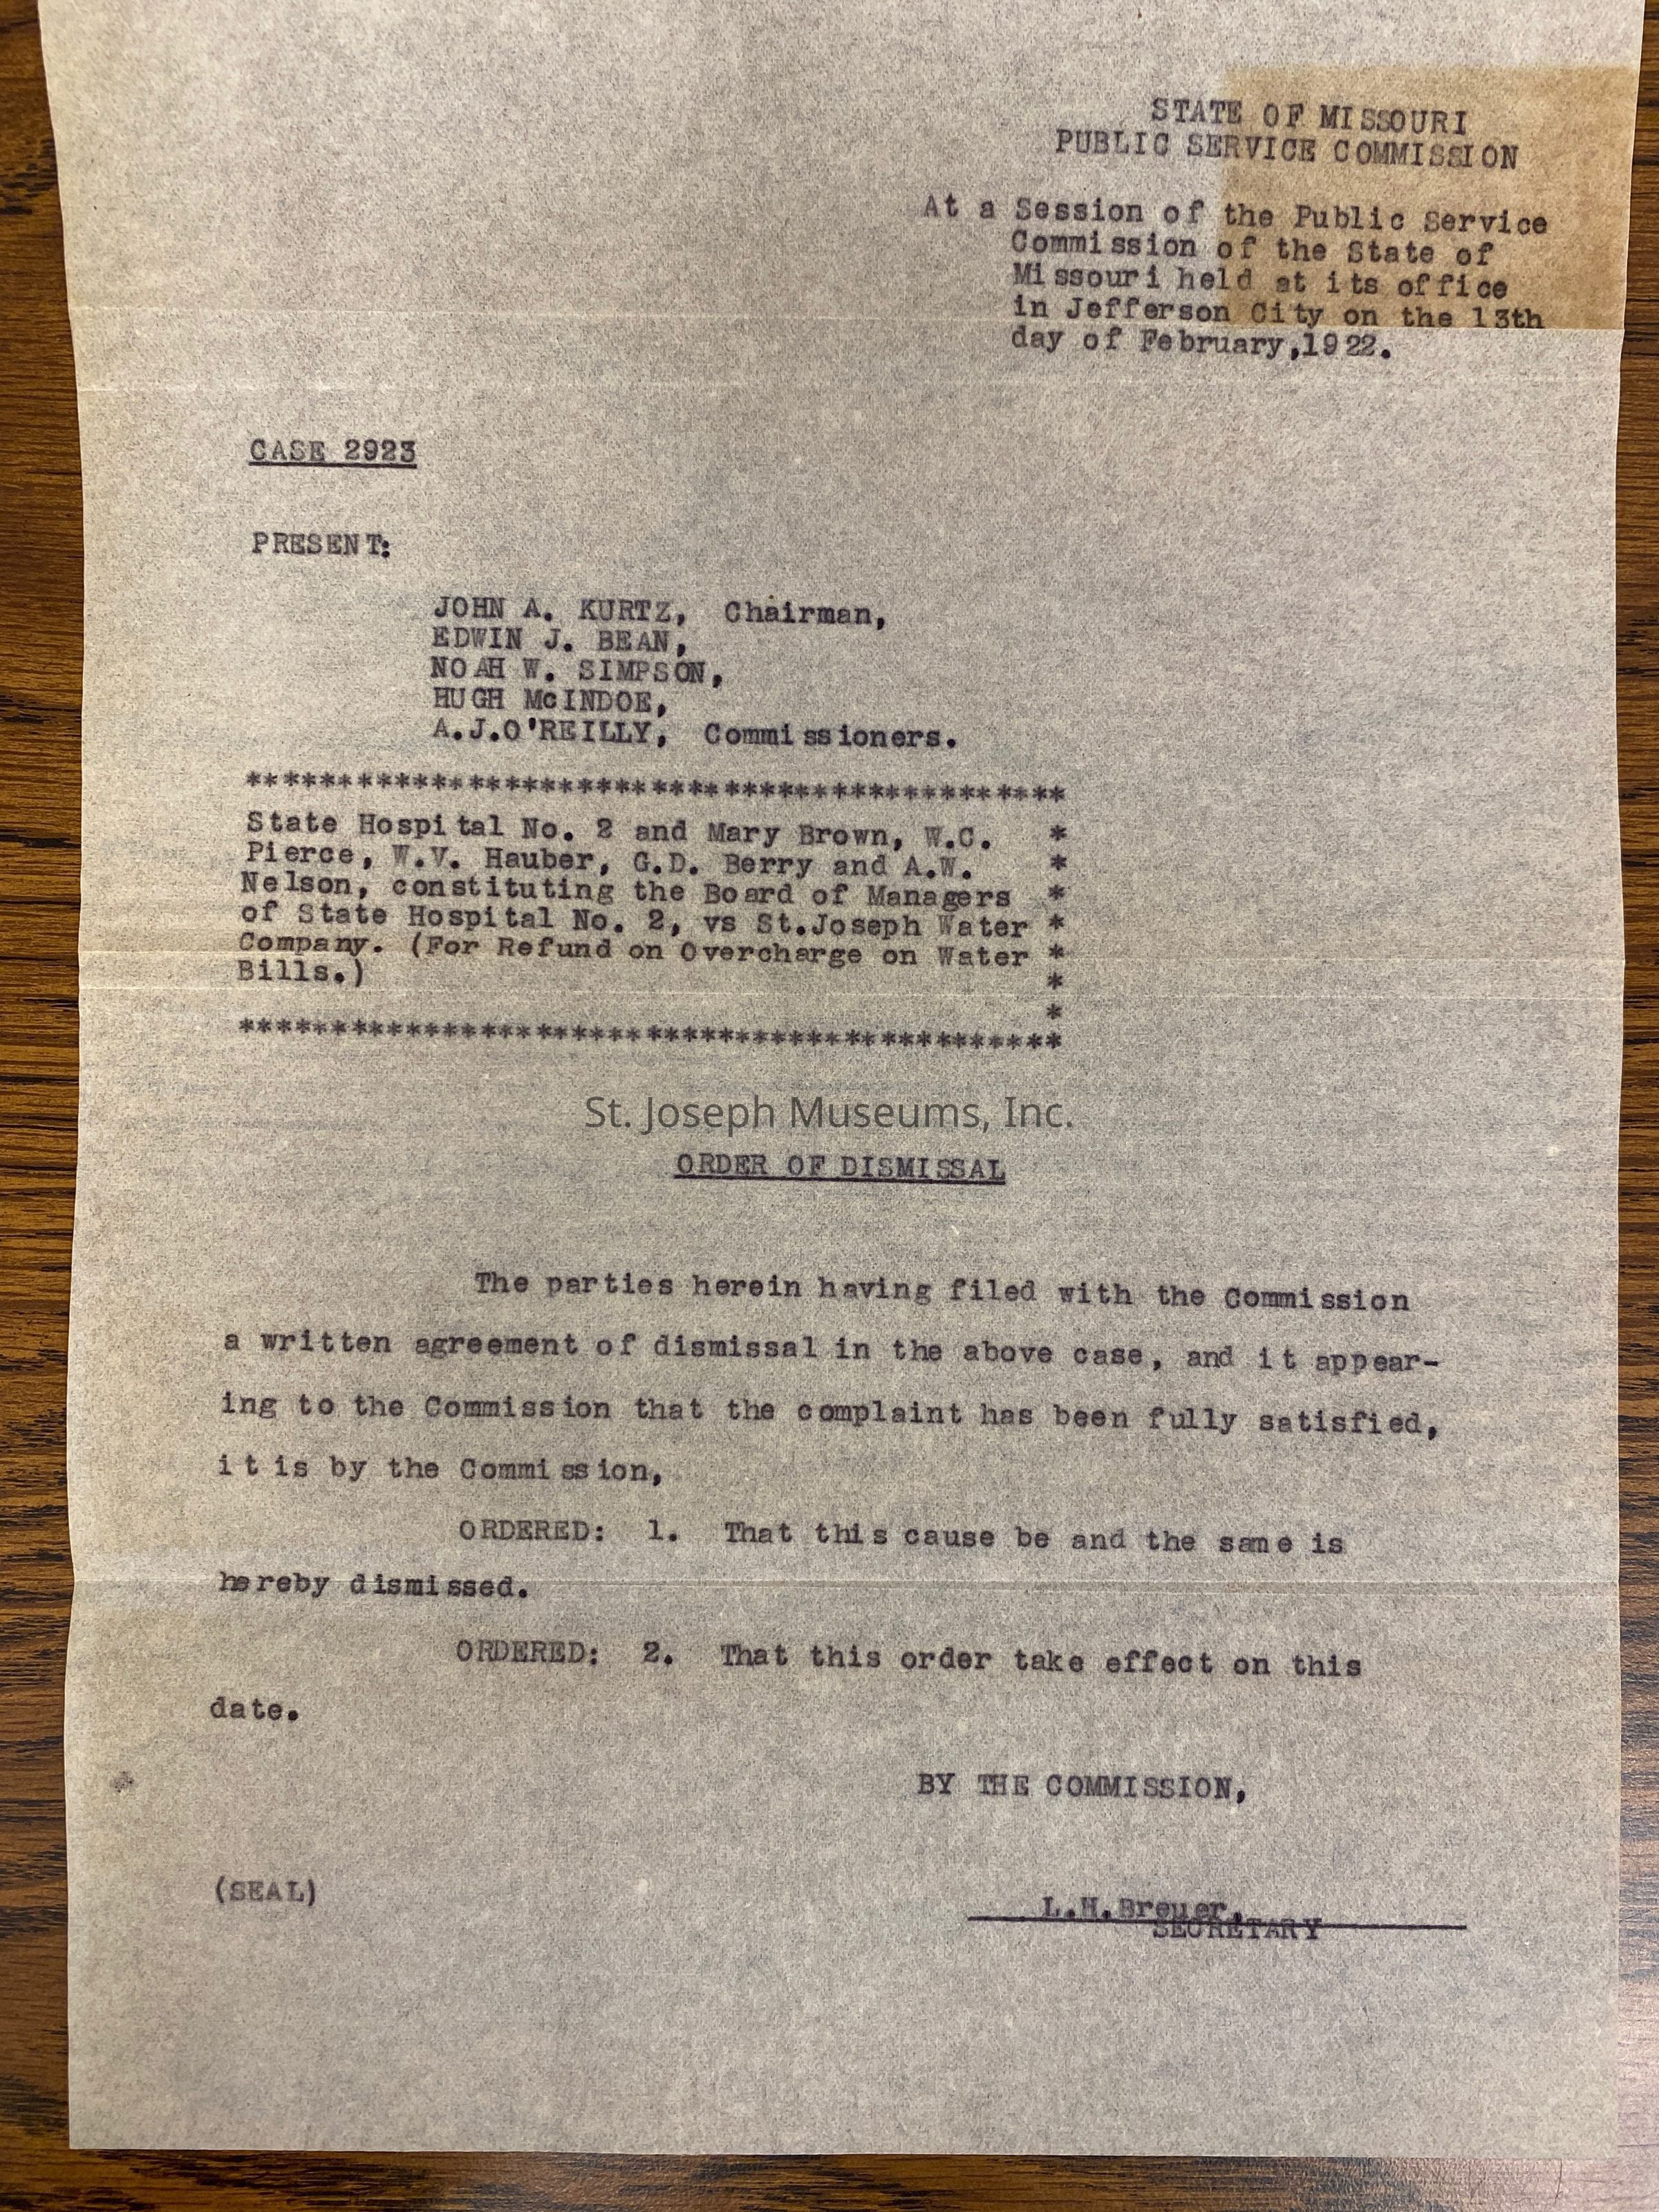 STATE OF MISSOURI
PUBLIC SERVICE COMMISSION
At a Session of the Public Service
Commission of the State of
Missouri held at its office
in Jefferson City on the 13th
day of February,1922.
CASE 2923
PRESENT:
JOHN A. KURTZ, Chairman,
EDWIN J. BEAN,
NOAH W. SIMPSON,
HUGH McINDOE,
A.J.O'REILLY, Commissioners.
*********************************************
State Hospital No. 2 and Mary Brown, W.C. *
Pierce, W.V. Hauber, G.D. Berry and A.W. *
Nelson, constituting the Board of Managers *
of State Hospital No. 2, vs St.Joseph Water *
Company. (For Refund on Overcharge on Water *
Bills.) *
*
*********************************************
St. Joseph Museums, Inc.
ORDER OF DISMISSAL
The parties herein having filed with the Commission
a written agreement of dismissal in the above case, and it appear-
ing to the Commission that the complaint has been fully satisfied,
it is by the Commission,
ORDERED: 1. That this cause be and the same is
hereby dismissed.
ORDERED: 2. That this order take effect on this
date.
BY THE COMMISSION,
(SEAL)
L.H.Breuer,
SECRETARY